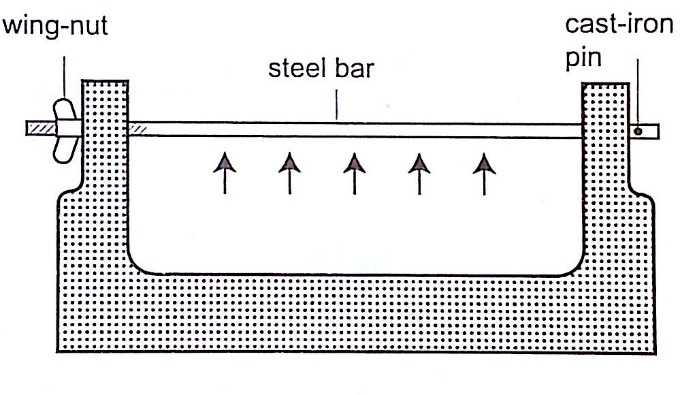 wing-nut
cast-iron
pin
steel bar